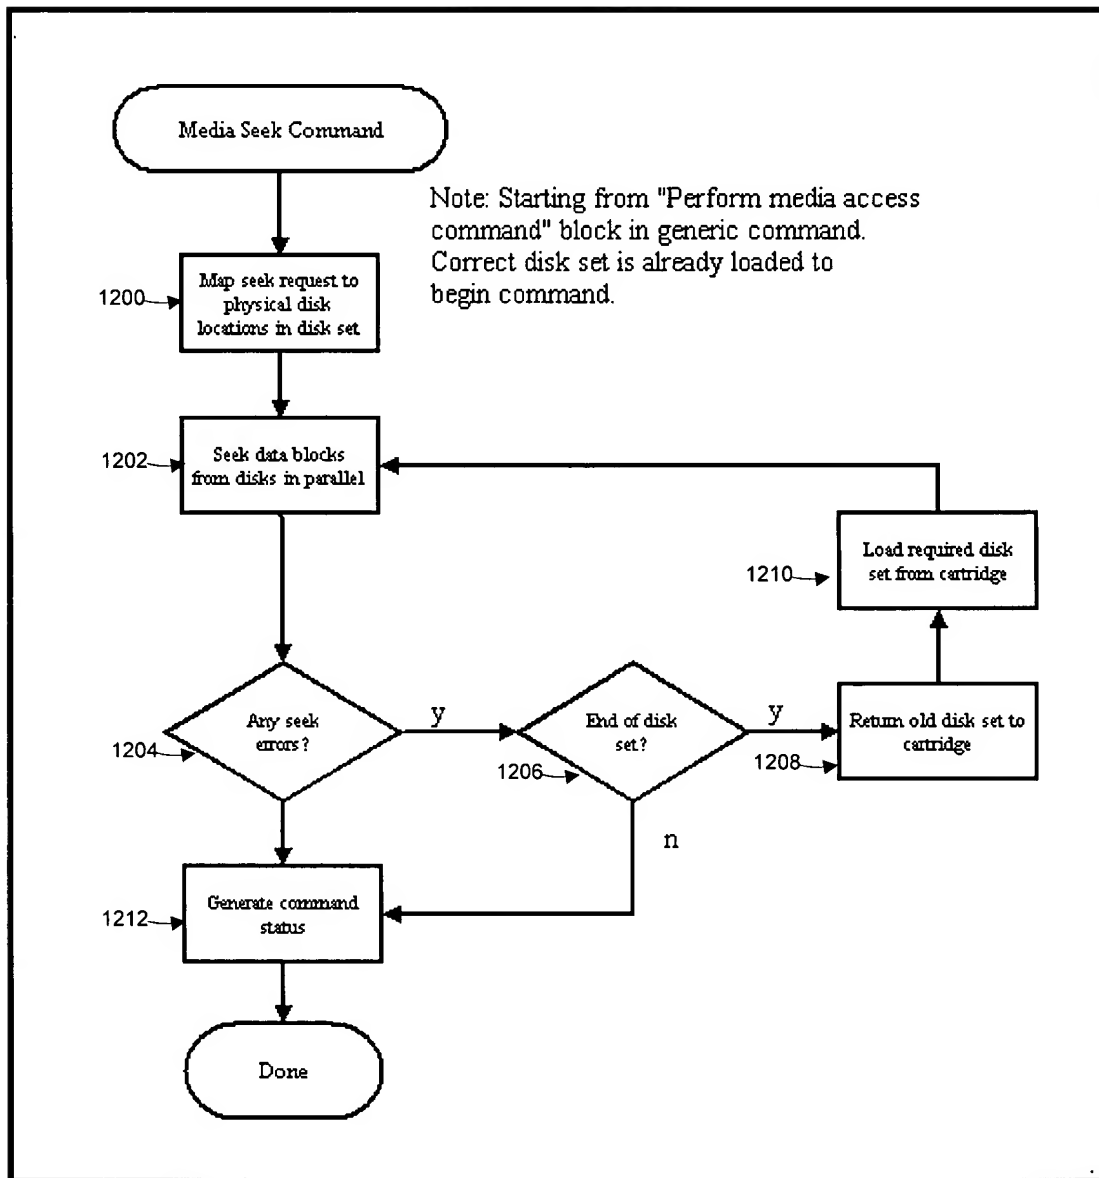 Media Seek Command
Note: Starting from "Perform media access
command" block in generic command.
Correct disk set is already loaded to
begin command.
1200
Map seek request to
physical disk
locations in disk set
1202
Seek data blocks
from disks in parallel
1210
Load required disk
set from cartridge
1204
Any seek
errors?
y
1206
End of disk
set?
y
1208
Return old disk set to
cartridge
n
1212
Generate command
status
Done